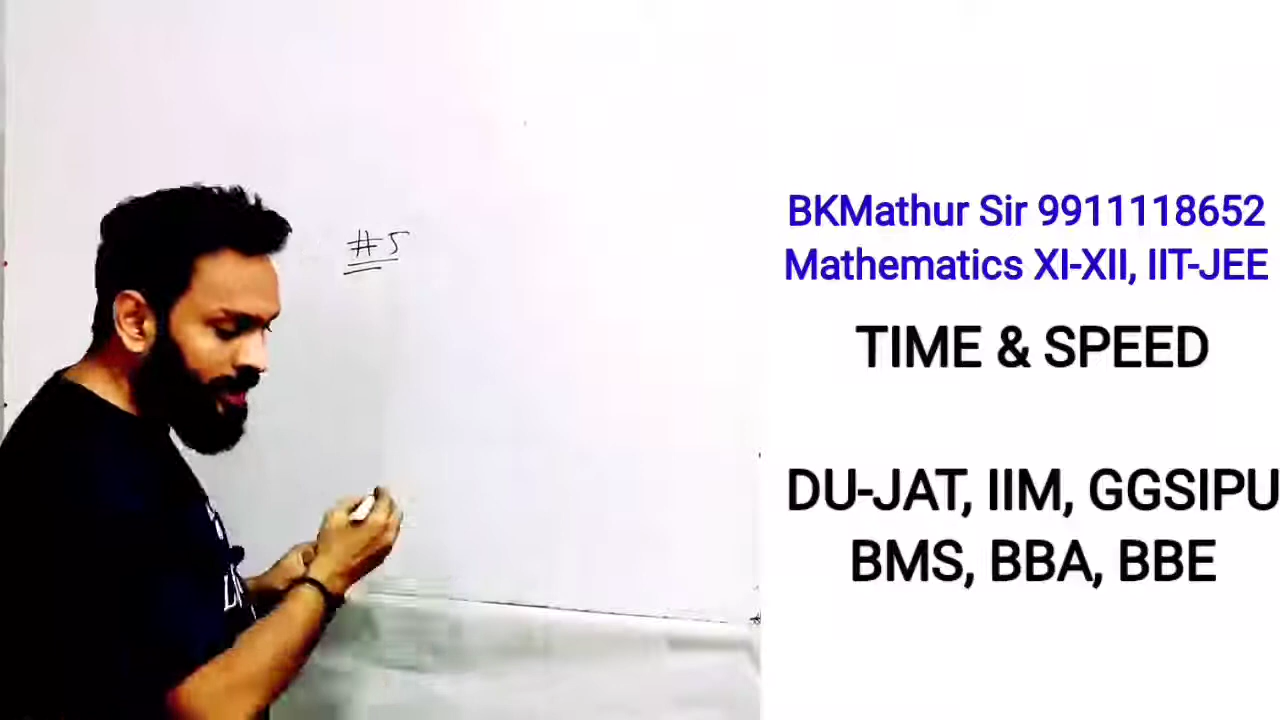 #5
BKMathur Sir 9911118652
Mathematics XI-XII, IIT-JEE
TIME & SPEED
DU-JAT, IIM, GGSIPU
BMS, BBA, BBE